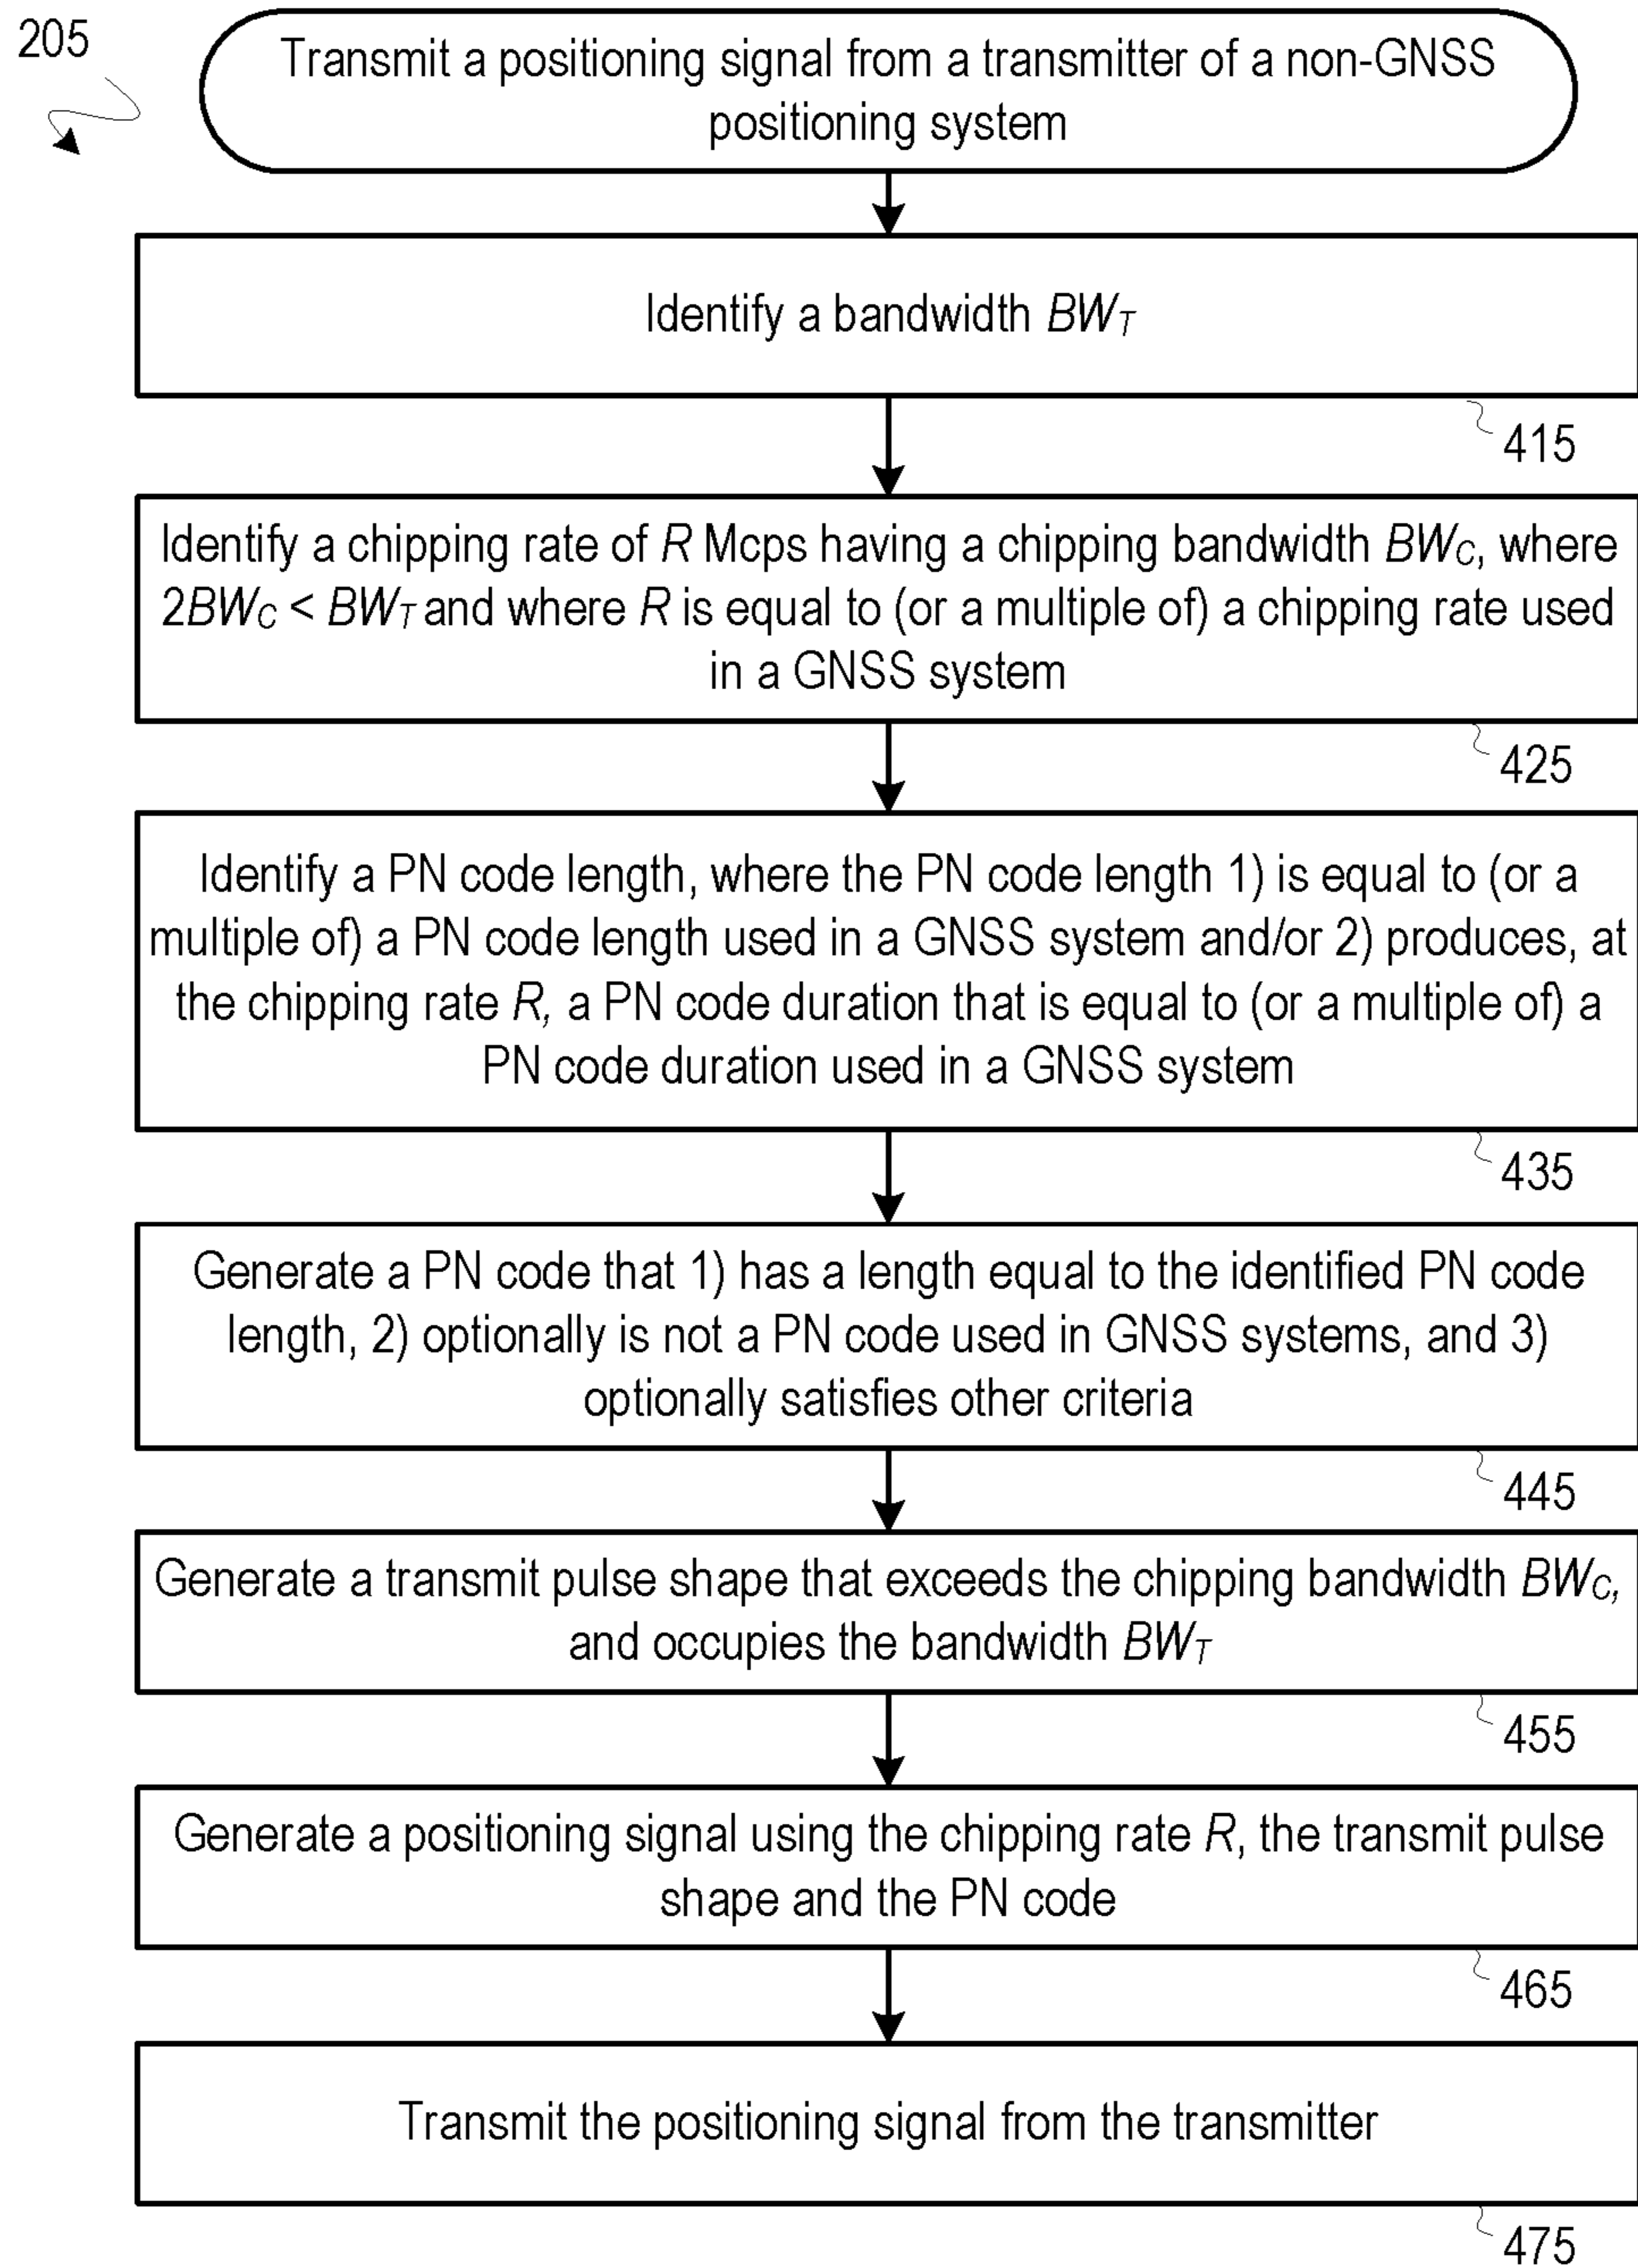 205
Transmit a positioning signal from a transmitter of a non-GNSS
positioning system
Identify a bandwidth BWT
415
Identify a chipping rate of R Mcps having a chipping bandwidth BWC, where
2BWC < BWT and where R is equal to (or a multiple of) a chipping rate used
in a GNSS system
425
Identify a PN code length, where the PN code length 1) is equal to (or a
multiple of) a PN code length used in a GNSS system and/or 2) produces, at
the chipping rate R, a PN code duration that is equal to (or a multiple of) a
PN code duration used in a GNSS system
435
Generate a PN code that 1) has a length equal to the identified PN code
length, 2) optionally is not a PN code used in GNSS systems, and 3)
optionally satisfies other criteria
445
Generate a transmit pulse shape that exceeds the chipping bandwidth BWC,
and occupies the bandwidth BWT
455
Generate a positioning signal using the chipping rate R, the transmit pulse
shape and the PN code
465
Transmit the positioning signal from the transmitter
475